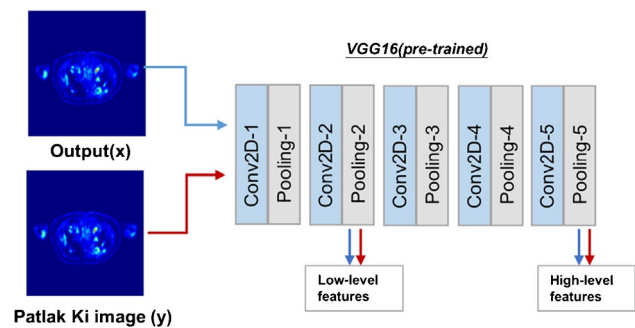 VGG16(pre-trained)
Output(x)
Patlak Ki image (y)
Conv2D-1
Pooling-1
Conv2D-2
Pooling-2
Conv2D-3
Pooling-3
Conv2D-4
Pooling-4
Conv2D-5
Pooling-5
Low-level
features
High-level
features